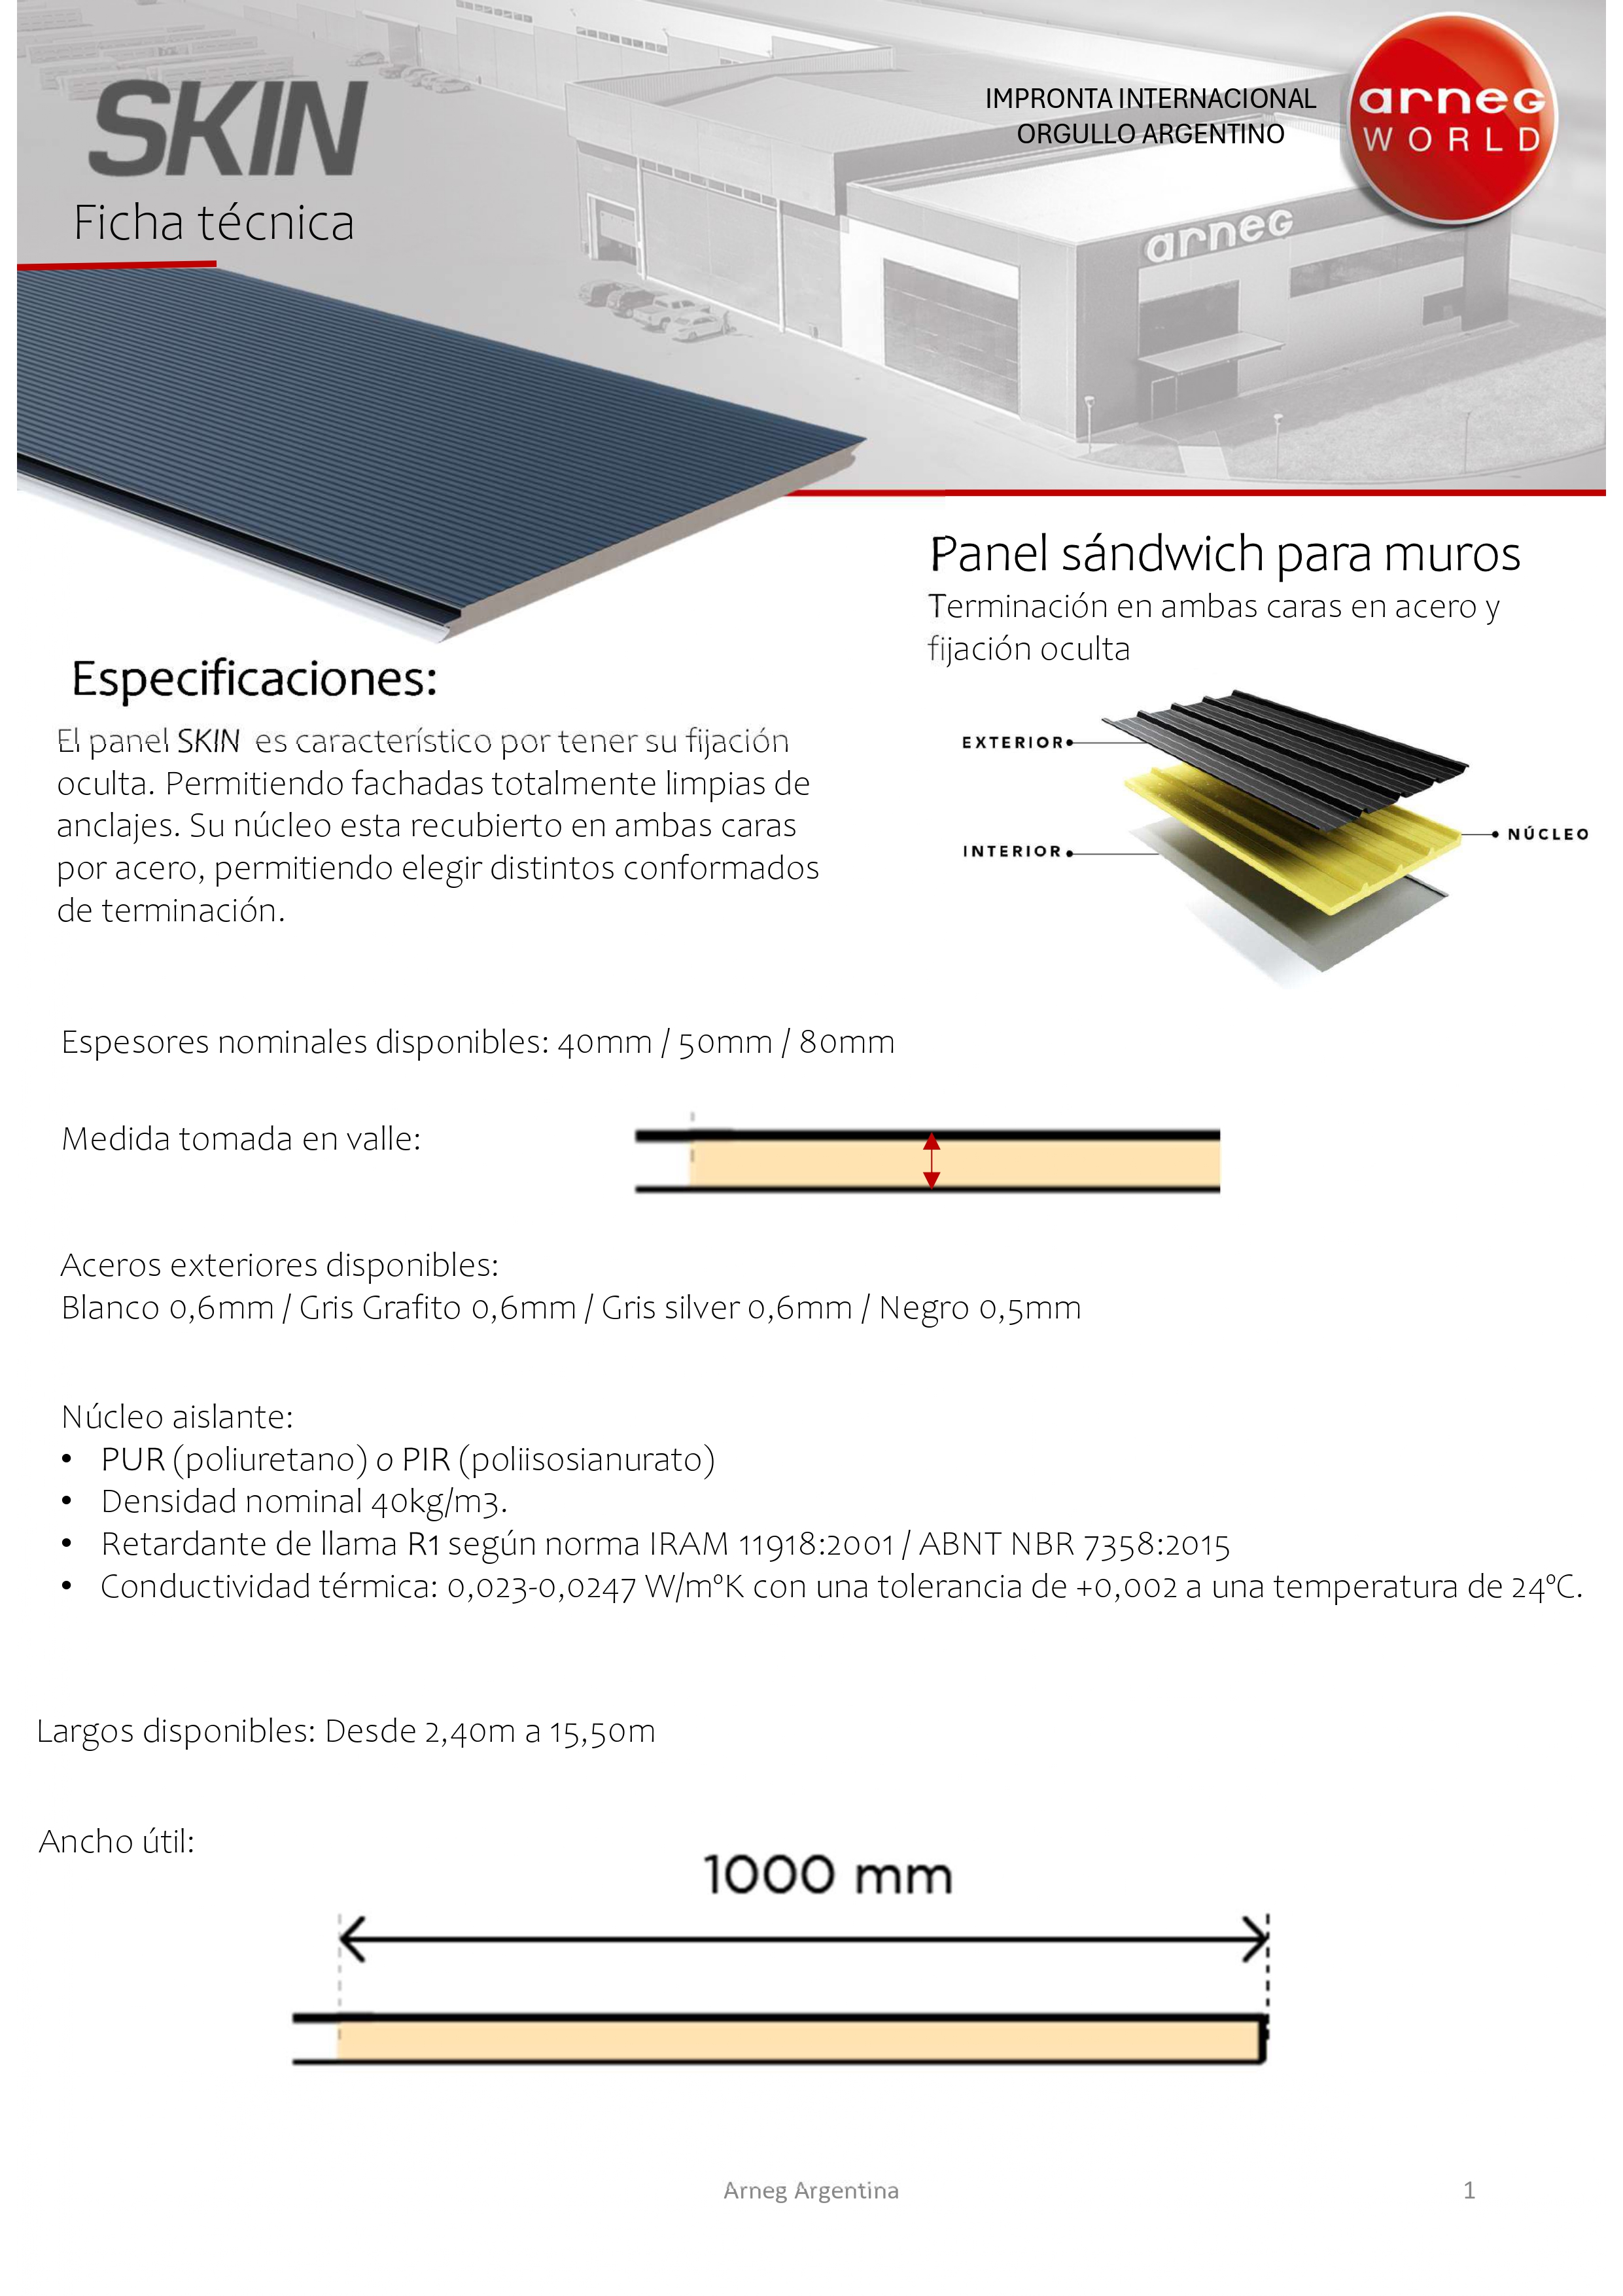 SKIN
Ficha técnica
IMPRONTA INTERNACIONAL
ORGULLO ARGENTINO
arneg
WORLD
arneg
Panel sándwich para muros
Terminación en ambas caras en acero y
fijación oculta
Especificaciones:
El panel SKIN es característico por tener su fijación
oculta. Permitiendo fachadas totalmente limpias de
anclajes. Su núcleo esta recubierto en ambas caras
por acero, permitiendo elegir distintos conformados
de terminación.
EXTERIOR
NÚCLEO
INTERIOR
Espesores nominales disponibles: 40mm / 50mm / 80mm
Medida tomada en valle:
Aceros exteriores disponibles:
Blanco 0,6mm / Gris Grafito 0,6mm / Gris silver 0,6mm / Negro 0,5mm
Núcleo aislante:
• PUR (poliuretano) o PIR (poliisosianurato)
• Densidad nominal 40kg/m3.
• Retardante de llama R1 según norma IRAM 11918:2001 / ABNT NBR 7358:2015
• Conductividad térmica: 0,023-0,0247 W/mºK con una tolerancia de +0,002 a una temperatura de 24ºC.
Largos disponibles: Desde 2,40m a 15,50m
Ancho útil:
1000 mm
Arneg Argentina
1